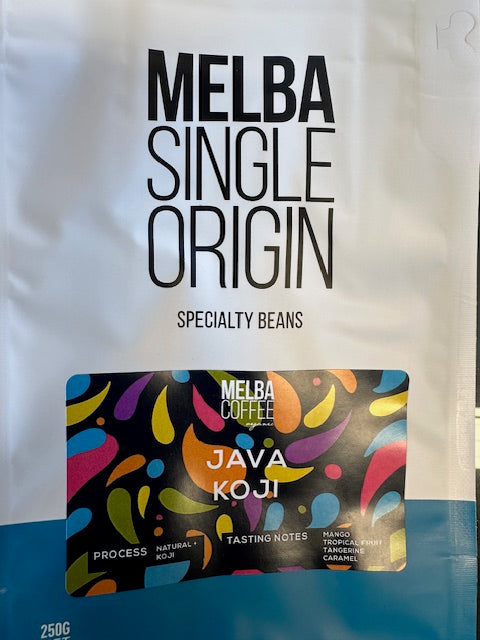 MELBA
SINGLE
ORIGIN
SPECIALTY BEANS
MELBA
COFFEE
organic
JAVA
KOJI
PROCESS
NATURAL +
KOJI
TASTING NOTES
MANGO
TROPICAL FRUIT
TANGERINE
CARAMEL
250G